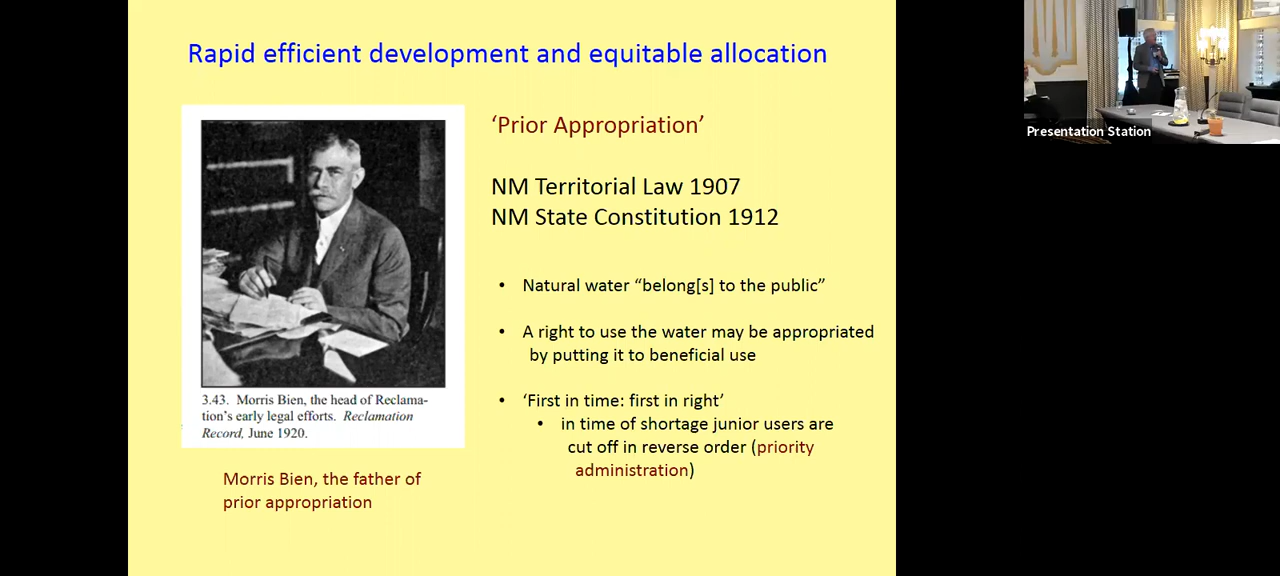 Rapid efficient development and equitable allocation
‘Prior Appropriation’
NM Territorial Law 1907
NM State Constitution 1912
• Natural water “belong[s] to the public”
• A right to use the water may be appropriated
by putting it to beneficial use
• ‘First in time: first in right’
• in time of shortage junior users are
cut off in reverse order (priority
administration)
3.43. Morris Bien, the head of Reclama-
tion’s early legal efforts. Reclamation
Record, June 1920.
Morris Bien, the father of
prior appropriation
Presentation Station